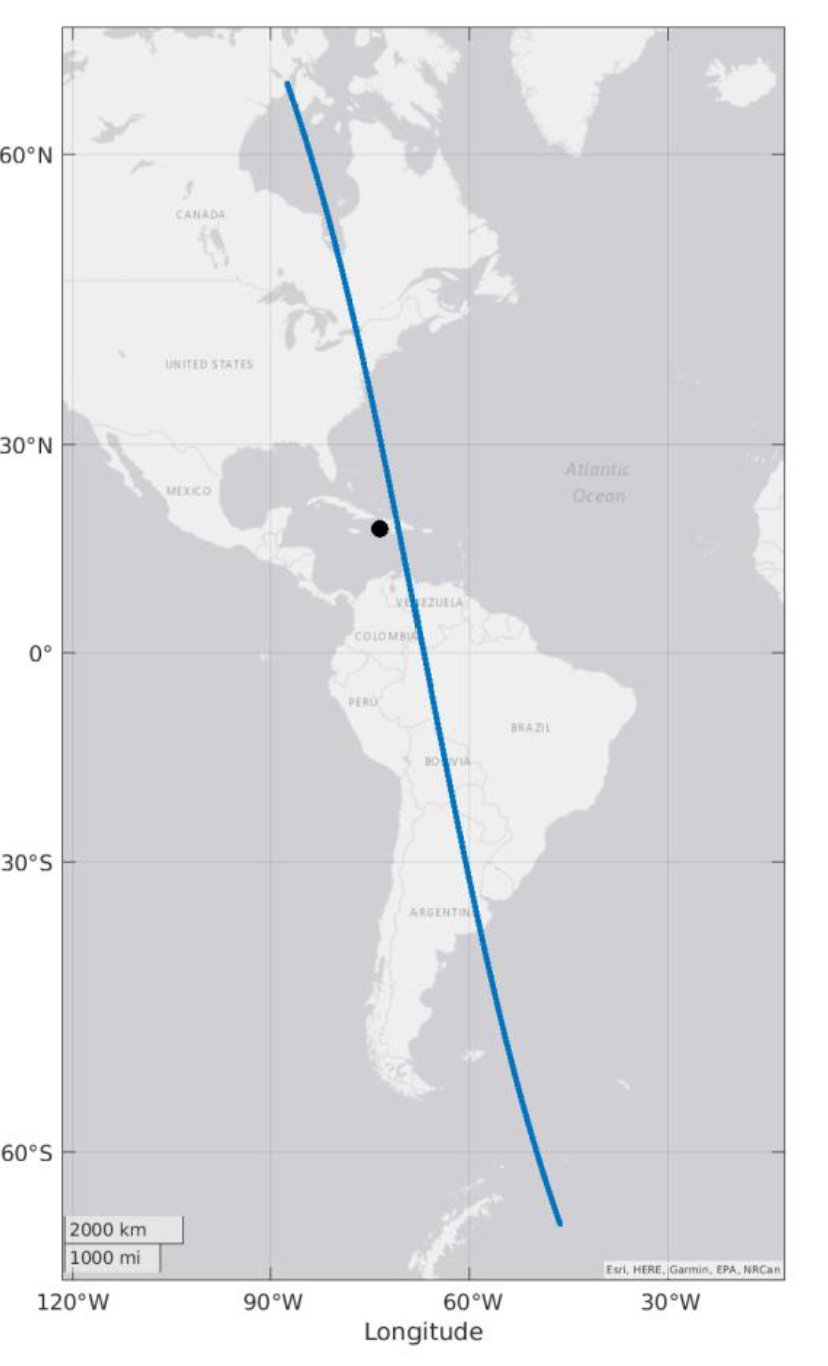 60°N
CANADA
UNITED STATES
30°N
Atlantic
Ocean
MEXICO
VENEZUELA
COLOMBIA
0°
PERU
BRAZIL
BOLIVIA
30°S
ARGENTINA
60°S
2000 km
1000 mi
Esri, HERE, Garmin, EPA, NRCan
120°W
90°W
60°W
30°W
Longitude